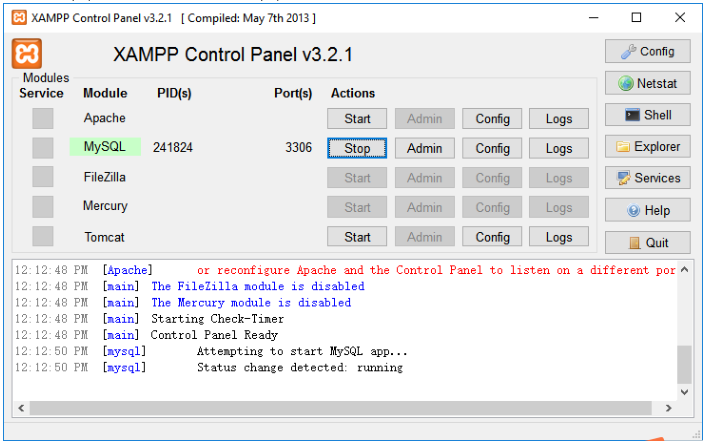 XAMPP Control Panel v3.2.1 [ Compiled: May 7th 2013 ]
XAMPP Control Panel v3.2.1
Config
Modules
Service Module PID(s) Port(s) Actions
Netstat
Apache Start Admin Config Logs
Shell
MySQL 241824 3306 Stop Admin Config Logs
Explorer
FileZilla Start Admin Config Logs
Services
Mercury Start Admin Config Logs
Help
Tomcat Start Admin Config Logs
Quit
12:12:48 PM [Apache] or reconfigure Apache and the Control Panel to listen on a different por
12:12:48 PM [main] The FileZilla module is disabled
12:12:48 PM [main] The Mercury module is disabled
12:12:48 PM [main] Starting Check-Timer
12:12:48 PM [main] Control Panel Ready
12:12:50 PM [mysql] Attempting to start MySQL app...
12:12:50 PM [mysql] Status change detected: running